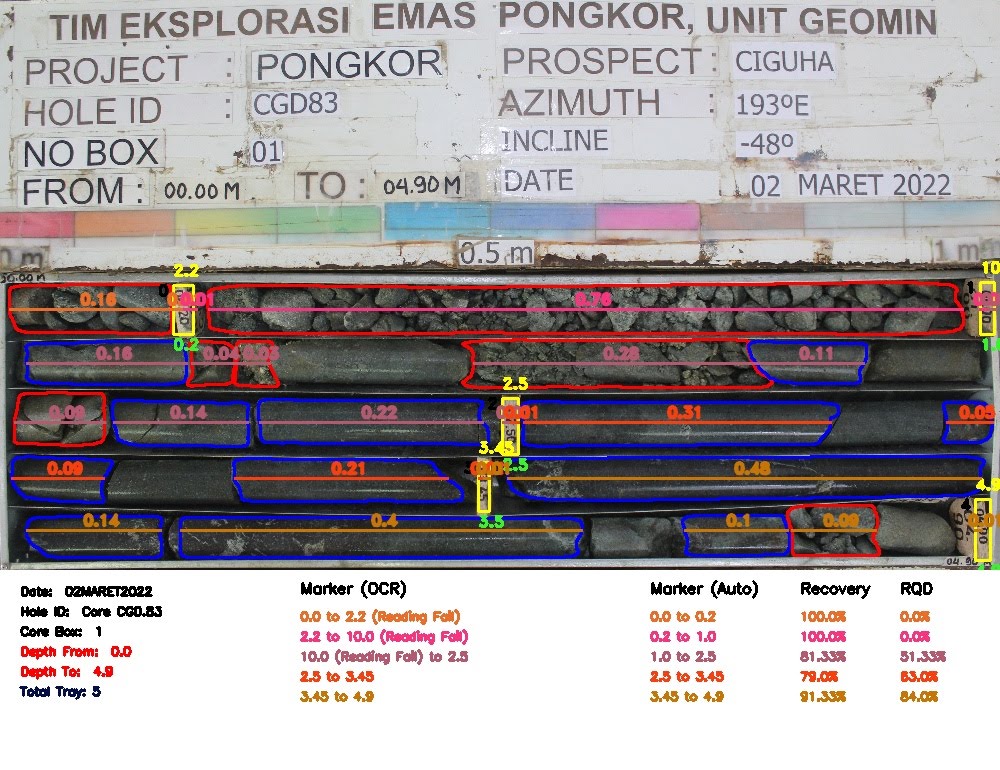 TIM EKSPLORASI EMAS PONGKOR, UNIT GEOMIN
PROJECT : PONGKOR PROSPECT : CIGUHA
HOLE ID : CGD83 AZIMUTH : 193ºE
NO BOX 01 INCLINE -48º
FROM : 00.00 M TO : 04.90 M DATE 02 MARET 2022
0 m 0.5 m 1 m
2.2 10
0.16 0.01 0.76
0.2
0.16 0.04 0.03 0.28 0.11
2.5
0.09 0.14 0.22 0.01 0.31 0.05
3.45 2.5
0.09 0.21 0.48
3.5 4.9
0.14 0.4 0.1 0.09
Date: 02MARET2022 Marker (OCR) Marker (Auto) Recovery RQD
Hole ID: Core CGD.83 0.0 to 2.2 (Reading Fail) 0.0 to 0.2 100.0% 0.0%
Core Box: 1 2.2 to 10.0 (Reading Fail) 0.2 to 1.0 100.0% 0.0%
Depth From: 0.0 10.0 (Reading Fail) to 2.5 1.0 to 2.5 81.33% 51.33%
Depth To: 4.9 2.5 to 3.45 2.5 to 3.45 79.0% 63.0%
Total Tray: 5 3.45 to 4.9 3.45 to 4.9 91.33% 84.0%